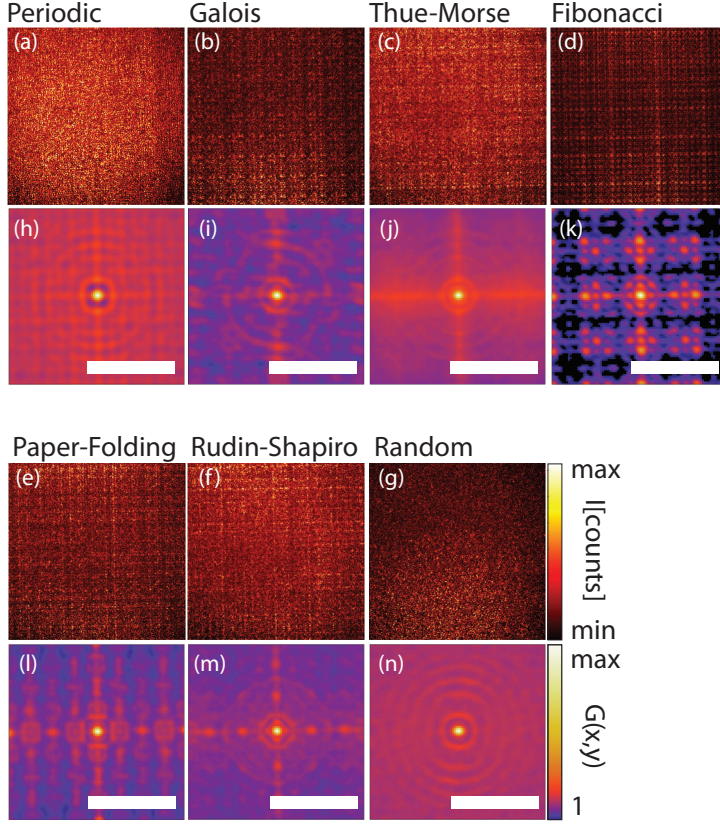 Periodic Galois Thue-Morse Fibonacci
(a) (b) (c) (d)
(h) (i) (j) (k)
Paper-Folding Rudin-Shapiro Random
(e) (f) (g) max
I[counts]
min
(l) (m) (n) max
G(x,y)
1